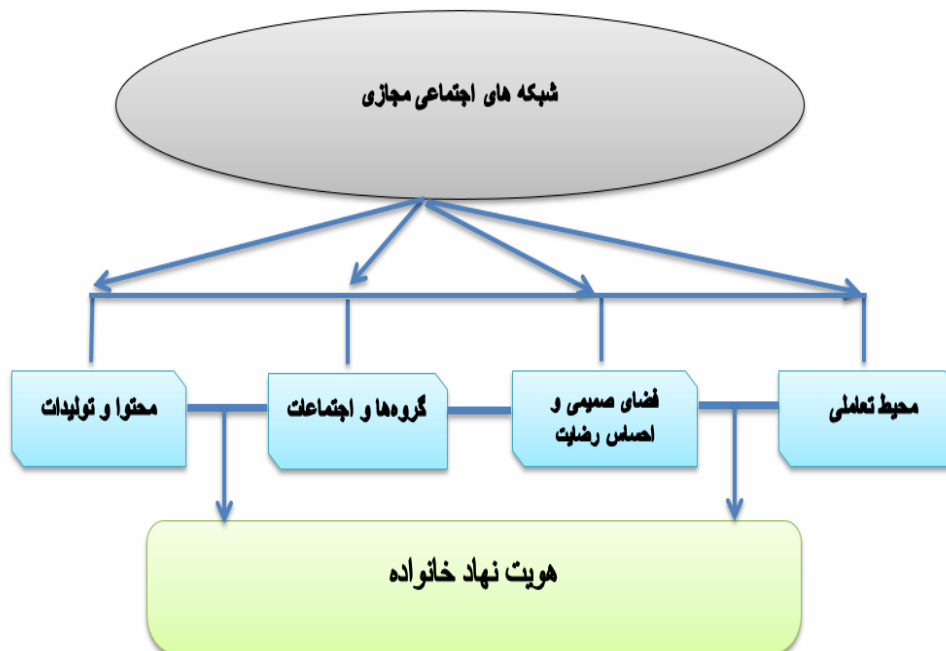 شبکه های اجتماعی مجازی
محیط تعاملی
فضای صمیمی و
احساس رضایت
گروه‌ها و اجتماعات
محتوا و تولیدات
هویت نهاد خانواده